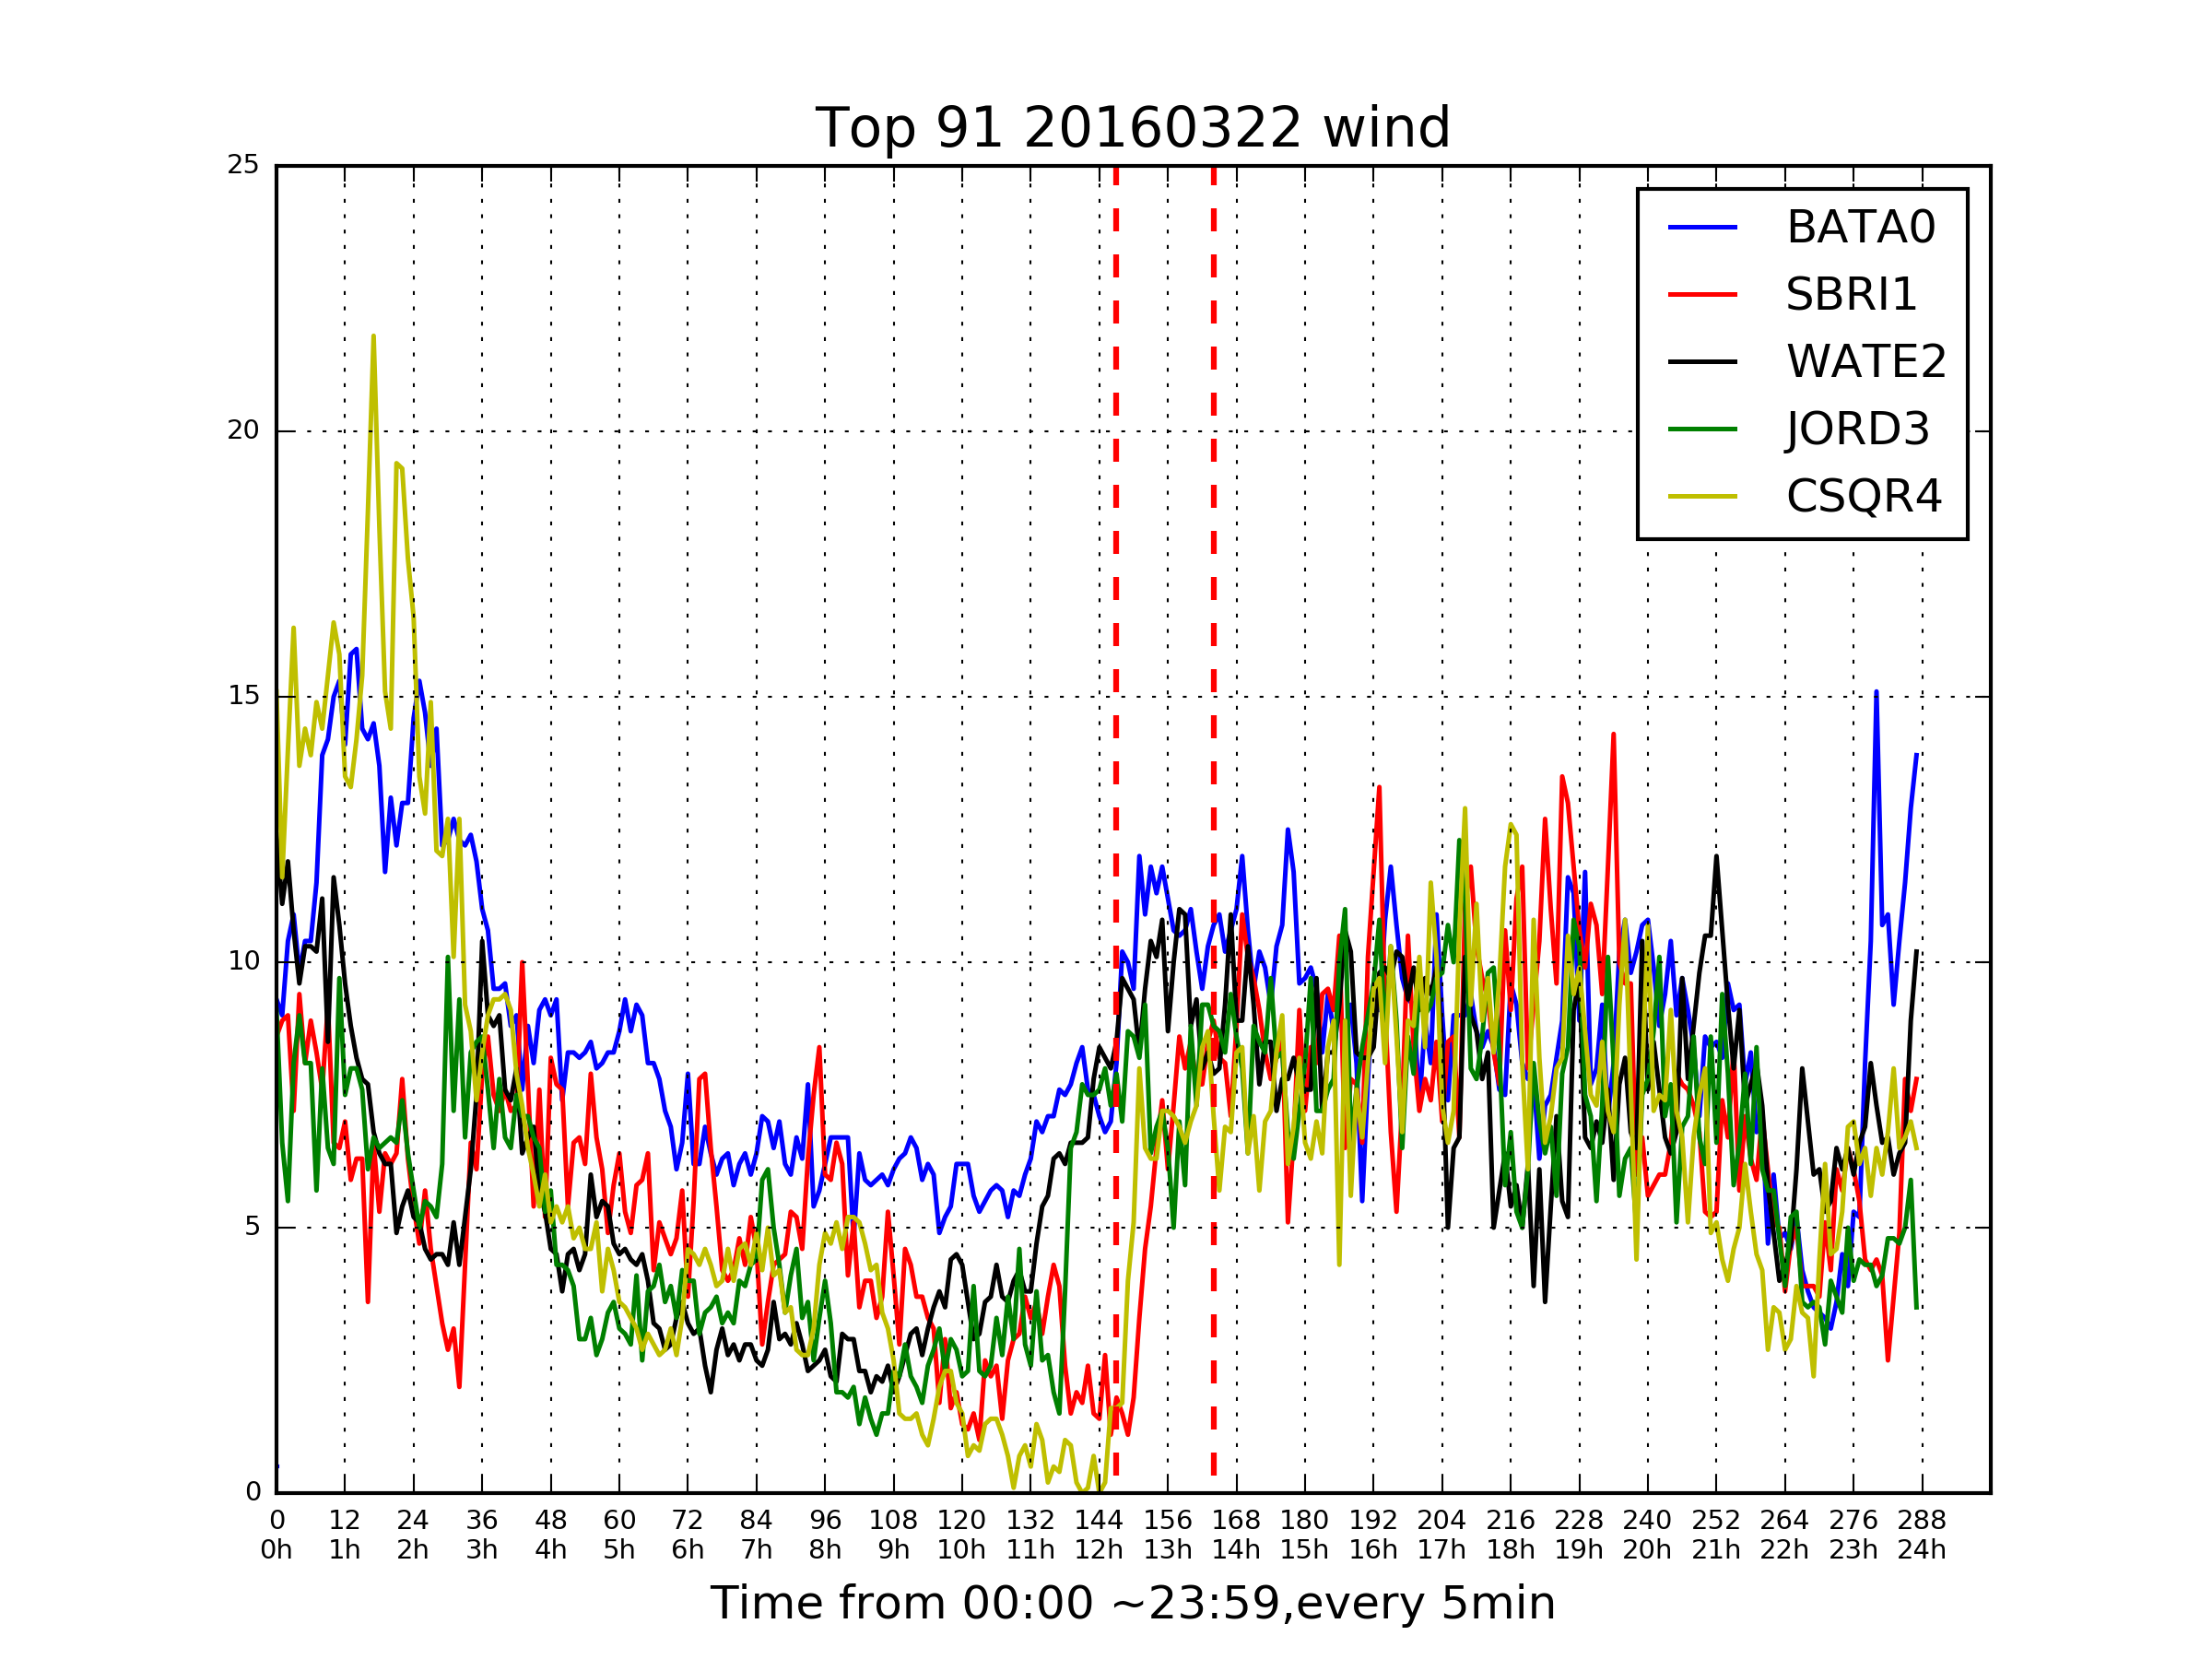 Top 91 20160322 wind
25
20
15
10
5
0
BATA0
SBRI1
WATE2
JORD3
CSQR4
0 12 24 36 48 60 72 84 96 108 120 132 144 156 168 180 192 204 216 228 240 252 264 276 288
0h 1h 2h 3h 4h 5h 6h 7h 8h 9h 10h 11h 12h 13h 14h 15h 16h 17h 18h 19h 20h 21h 22h 23h 24h
Time from 00:00 ~23:59,every 5min